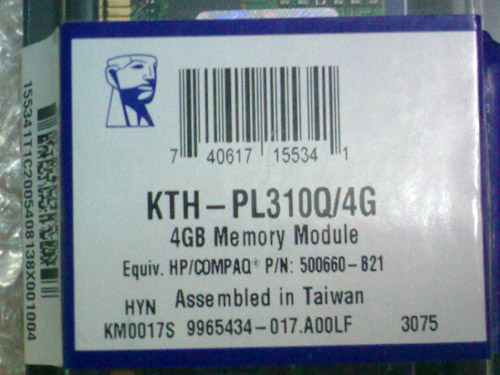 7 40617 15534 1
KTH-PL310Q/4G
4GB Memory Module
Equiv. HP/COMPAQ® P/N: 500660-B21
HYN Assembled in Taiwan
KM0017S 9965434-017.A00LF 3075